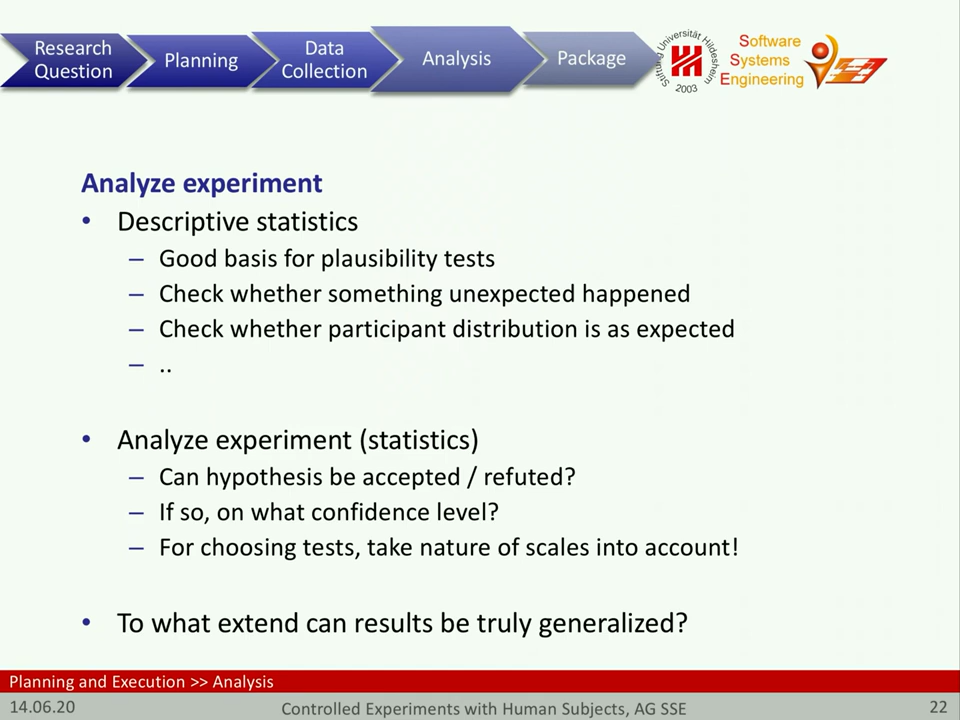 Research
Question
Planning
Data
Collection
Analysis
Package
Stiftung Universität Hildesheim
2003
Software
Systems
Engineering
Analyze experiment
• Descriptive statistics
– Good basis for plausibility tests
– Check whether something unexpected happened
– Check whether participant distribution is as expected
– ..
• Analyze experiment (statistics)
– Can hypothesis be accepted / refuted?
– If so, on what confidence level?
– For choosing tests, take nature of scales into account!
• To what extend can results be truly generalized?
Planning and Execution >> Analysis
14.06.20
Controlled Experiments with Human Subjects, AG SSE
22